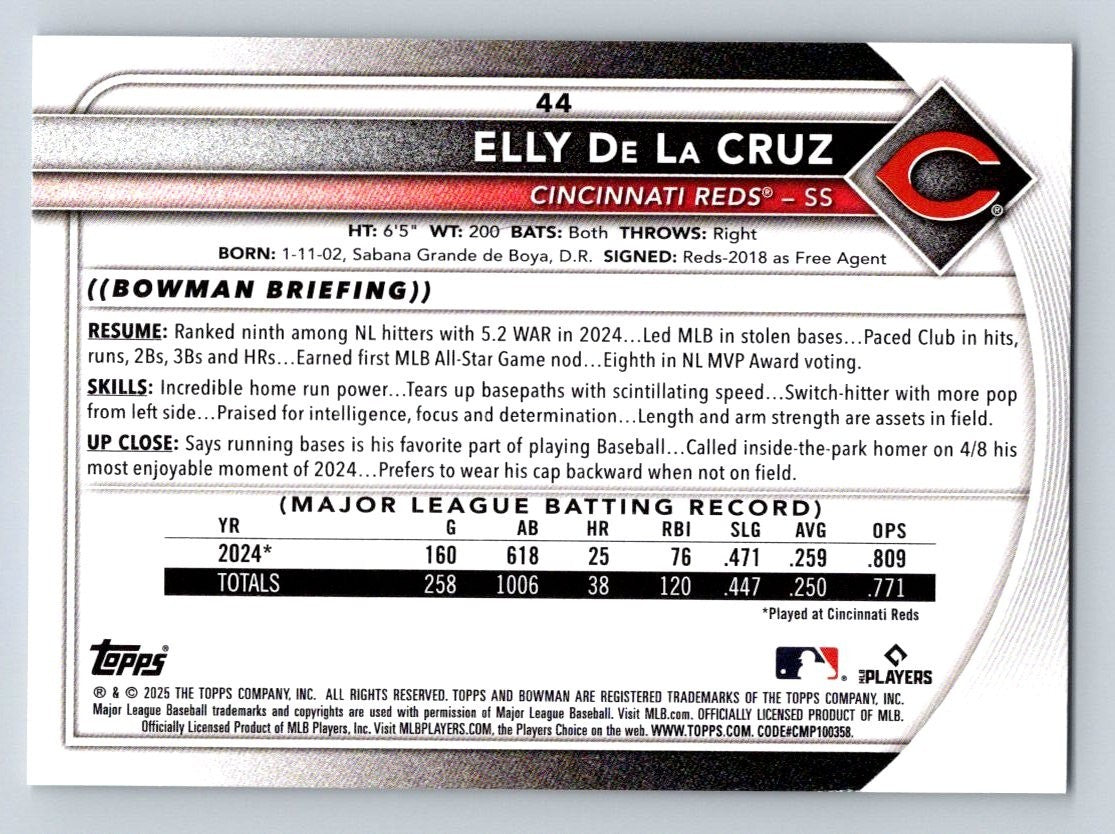 44
ELLY DE LA CRUZ
CINCINNATI REDS® – SS
C ®
HT: 6'5" WT: 200 BATS: Both THROWS: Right
BORN: 1-11-02, Sabana Grande de Boya, D.R. SIGNED: Reds-2018 as Free Agent
((BOWMAN BRIEFING))
RESUME: Ranked ninth among NL hitters with 5.2 WAR in 2024...Led MLB in stolen bases...Paced Club in hits,
runs, 2Bs, 3Bs and HRs...Earned first MLB All-Star Game nod...Eighth in NL MVP Award voting.
SKILLS: Incredible home run power...Tears up basepaths with scintillating speed...Switch-hitter with more pop
from left side...Praised for intelligence, focus and determination...Length and arm strength are assets in field.
UP CLOSE: Says running bases is his favorite part of playing Baseball...Called inside-the-park homer on 4/8 his
most enjoyable moment of 2024...Prefers to wear his cap backward when not on field.
(MAJOR LEAGUE BATTING RECORD)
YR G AB HR RBI SLG AVG OPS
2024* 160 618 25 76 .471 .259 .809
TOTALS 258 1006 38 120 .447 .250 .771
*Played at Cincinnati Reds
Topps® ® MLB PLAYERS
® & © 2025 THE TOPPS COMPANY, INC. ALL RIGHTS RESERVED. TOPPS AND BOWMAN ARE REGISTERED TRADEMARKS OF THE TOPPS COMPANY, INC.
Major League Baseball trademarks and copyrights are used with permission of Major League Baseball. Visit MLB.com. OFFICIALLY LICENSED PRODUCT OF MLB.
Officially Licensed Product of MLB Players, Inc. Visit MLBPLAYERS.COM, the Players Choice on the web. WWW.TOPPS.COM. CODE#CMP100358.